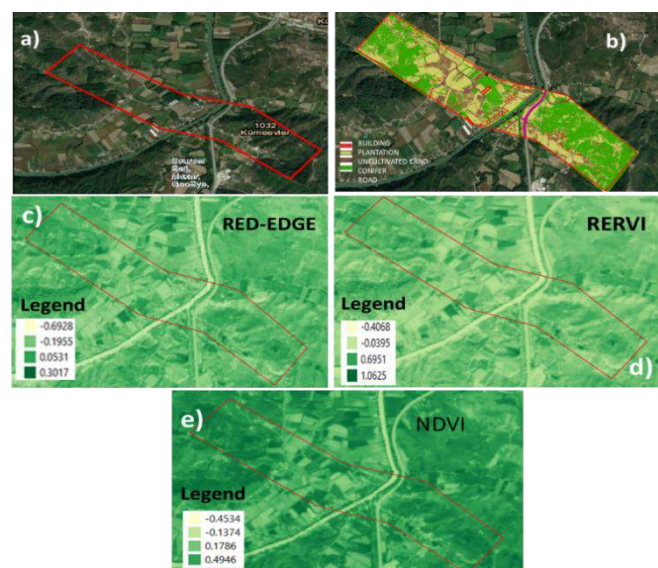 a)
1032
Kümeevler
b)
BUILDING
PLANTATION
UNCULTIVATED LAND
CONIFER
ROAD
c)
RED-EDGE
Legend
-0.6928
-0.1955
0.0531
0.3017
RERVI
Legend
-0.4068
-0.0395
0.6951
1.0625
d)
e)
NDVI
Legend
-0.4534
-0.1374
0.1786
0.4946